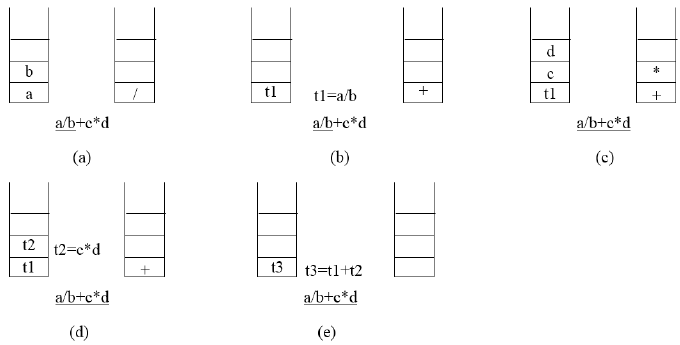 b
a
/
a/b+c*d
(a)
t1
t1=a/b
+
a/b+c*d
(b)
d
c
*
t1
+
a/b+c*d
(c)
t2
t2=c*d
t1
+
a/b+c*d
(d)
t3
t3=t1+t2
a/b+c*d
(e)